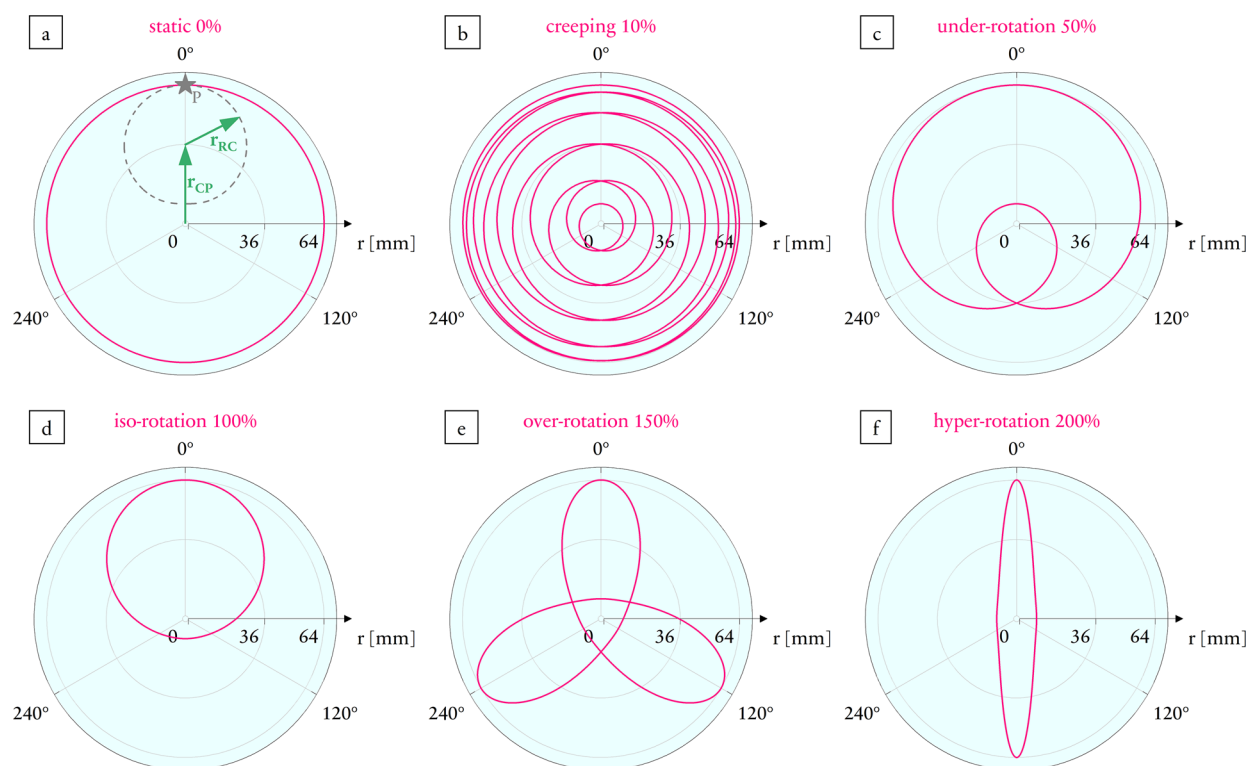 a
static 0%
0°
P
r_RC
r_CP
0
36
64
r [mm]
240°
120°
b
creeping 10%
0°
0
36
64
r [mm]
240°
120°
c
under-rotation 50%
0°
0
36
64
r [mm]
240°
120°
d
iso-rotation 100%
0°
0
36
64
r [mm]
240°
120°
e
over-rotation 150%
0°
0
36
64
r [mm]
240°
120°
f
hyper-rotation 200%
0°
0
36
64
r [mm]
240°
120°